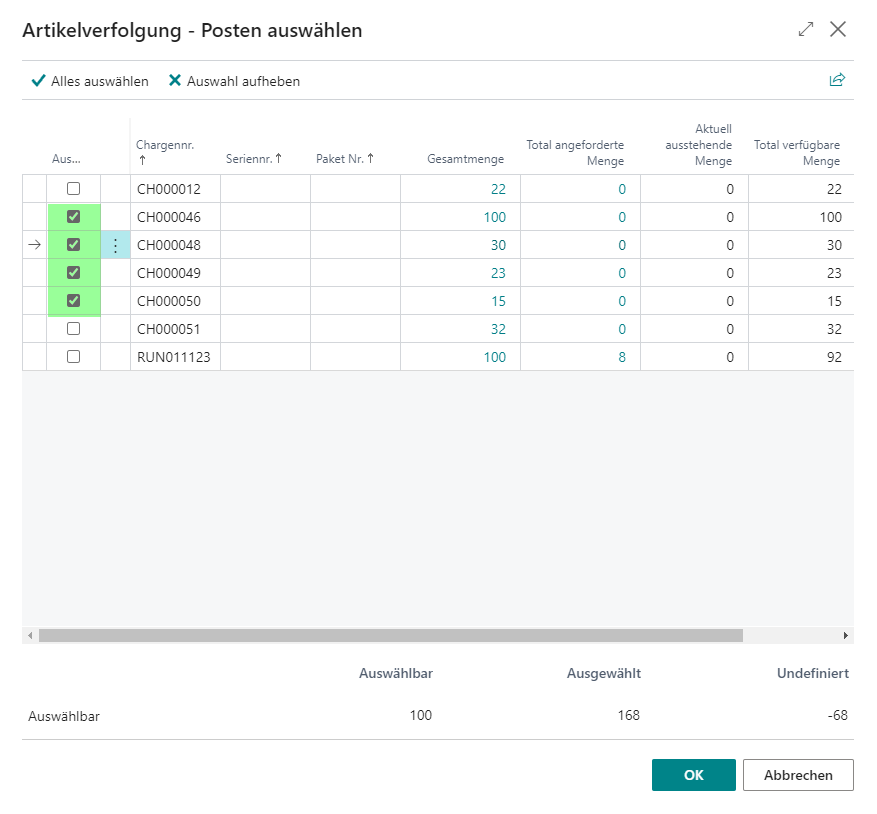 Artikelverfolgung - Posten auswählen
Alles auswählen Auswahl aufheben
Aus... Chargennr. ↑ Seriennr. ↑ Paket Nr. ↑ Gesamtmenge Total angeforderte Menge Aktuell ausstehende Menge Total verfügbare Menge
CH000012 22 0 0 22
CH000046 100 0 0 100
CH000048 30 0 0 30
CH000049 23 0 0 23
CH000050 15 0 0 15
CH000051 32 0 0 32
RUN011123 100 8 0 92
Auswählbar Ausgewählt Undefiniert
Auswählbar 100 168 -68
OK Abbrechen